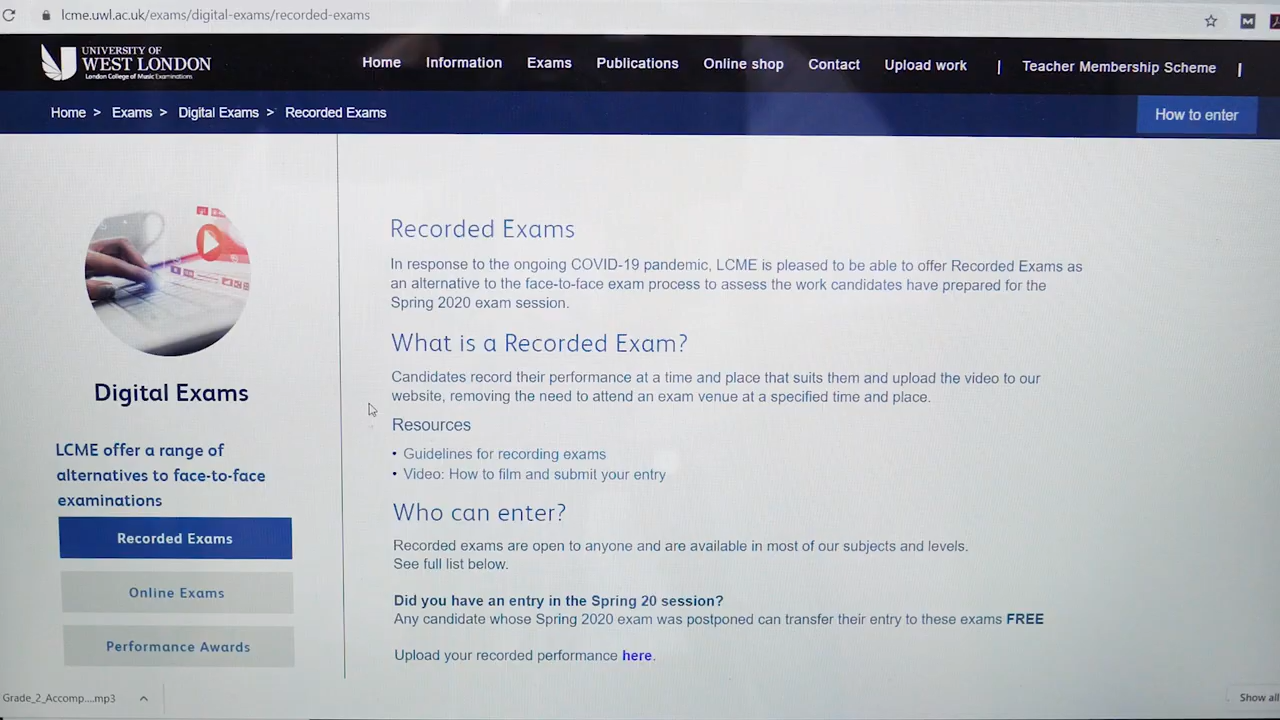 lcme.uwl.ac.uk/exams/digital-exams/recorded-exams
UNIVERSITY OF
WEST LONDON
London College of Music Examinations
Home
Information
Exams
Publications
Online shop
Contact
Upload work
|
Teacher Membership Scheme
|
Home > Exams > Digital Exams > Recorded Exams
How to enter
Digital Exams
LCME offer a range of
alternatives to face-to-face
examinations
Recorded Exams
Online Exams
Performance Awards
Recorded Exams
In response to the ongoing COVID-19 pandemic, LCME is pleased to be able to offer Recorded Exams as
an alternative to the face-to-face exam process to assess the work candidates have prepared for the
Spring 2020 exam session.
What is a Recorded Exam?
Candidates record their performance at a time and place that suits them and upload the video to our
website, removing the need to attend an exam venue at a specified time and place.
Resources
• Guidelines for recording exams
• Video: How to film and submit your entry
Who can enter?
Recorded exams are open to anyone and are available in most of our subjects and levels.
See full list below.
Did you have an entry in the Spring 20 session?
Any candidate whose Spring 2020 exam was postponed can transfer their entry to these exams FREE
Upload your recorded performance here.
Grade_2_Accomp....mp3
Show all